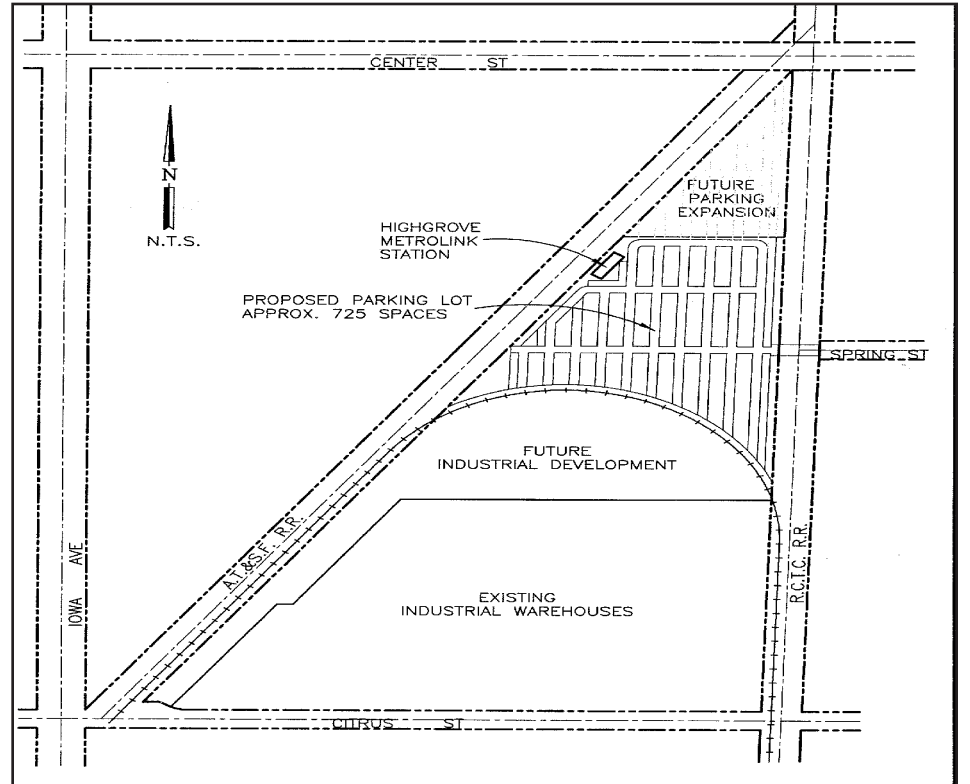 CENTER ST
N
N.T.S.
FUTURE
PARKING
EXPANSION
HIGHGROVE
METROLINK
STATION
PROPOSED PARKING LOT
APPROX. 725 SPACES
SPRING ST
FUTURE
INDUSTRIAL DEVELOPMENT
A.T.&S.F. R.R.
R.C.T.C. R.R.
IOWA AVE
EXISTING
INDUSTRIAL WAREHOUSES
CITRUS ST